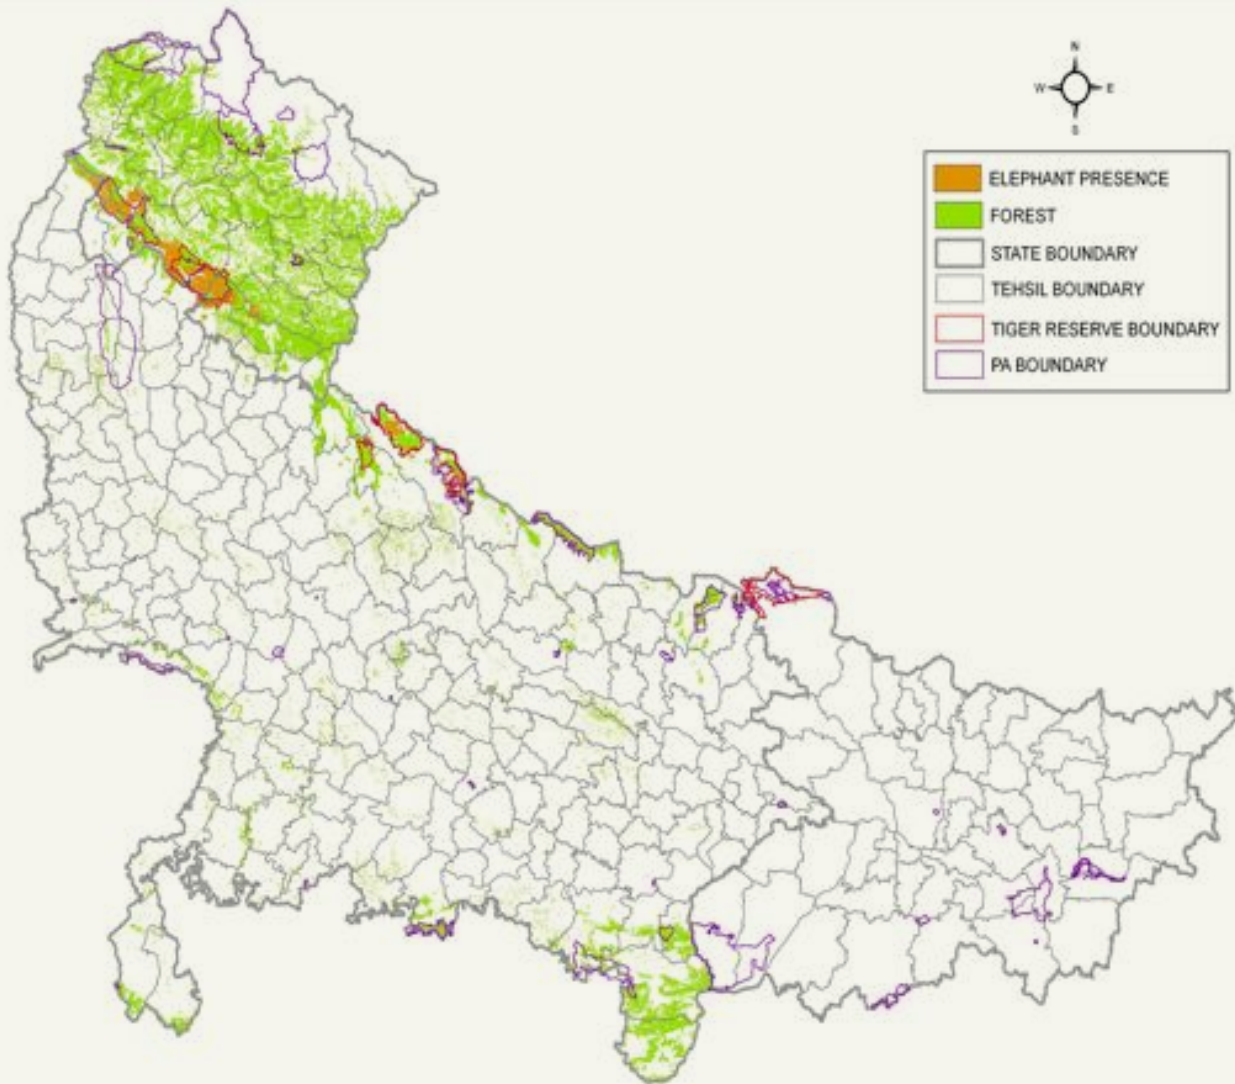 N
W E
S
ELEPHANT PRESENCE
FOREST
STATE BOUNDARY
TEHSIL BOUNDARY
TIGER RESERVE BOUNDARY
PA BOUNDARY